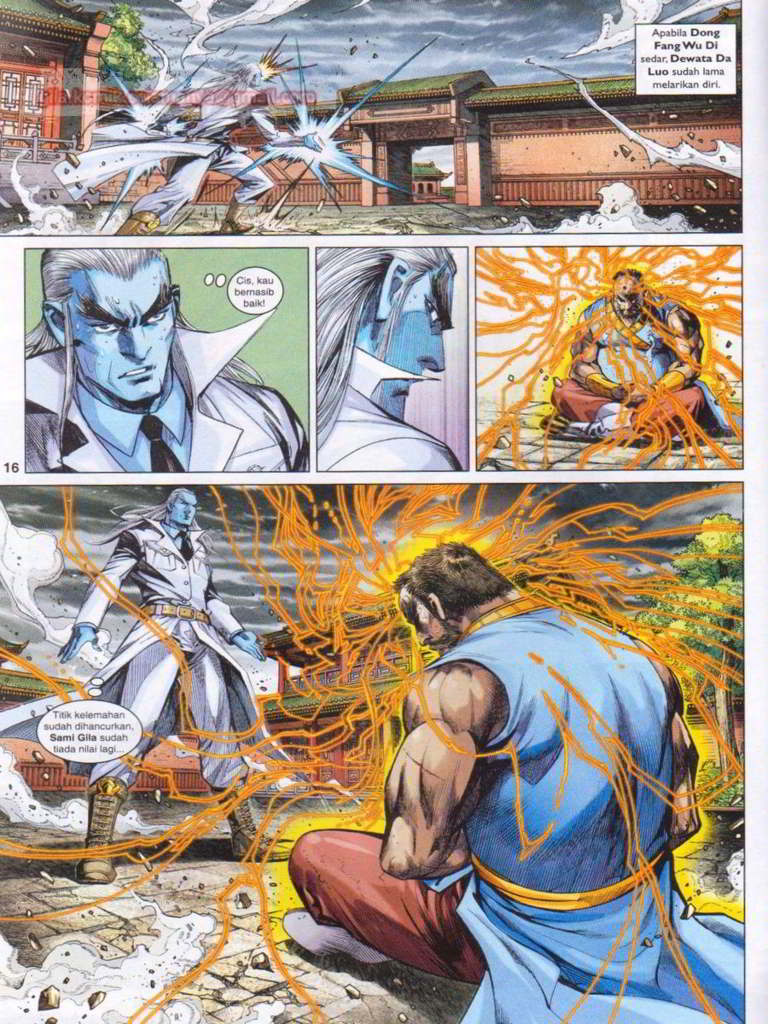 Apabila Dong
Fang Wu Di
sedar, Dewata Da
Luo sudah lama
melarikan diri.
Cis, kau
bernasib
baik!
16
Titik kelemahan
sudah dihancurkan,
Sami Gila sudah
tiada nilai lagi...